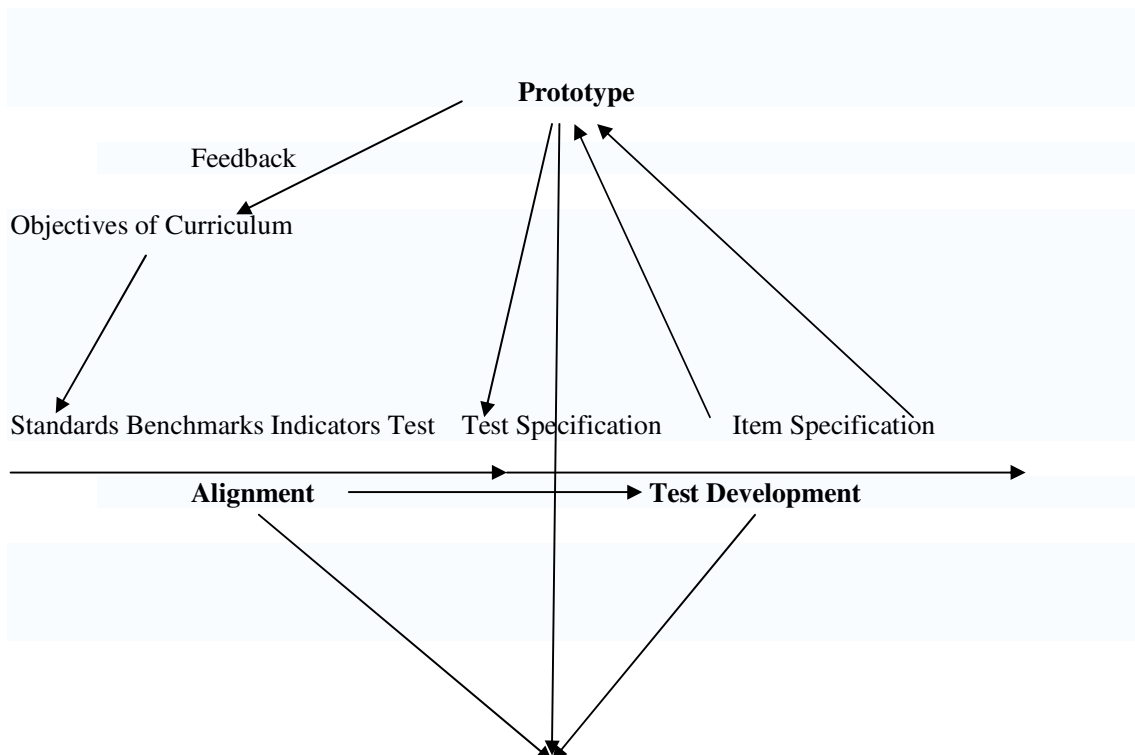 Prototype
Feedback
Objectives of Curriculum
Standards Benchmarks Indicators Test Test Specification Item Specification
Alignment Test Development